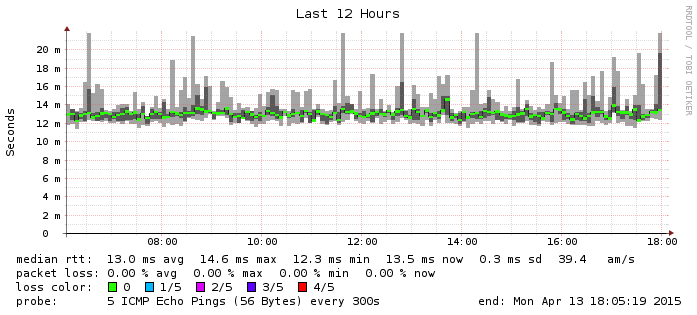 Last 12 Hours
RRDTOOL / TOBI OETIKER
Seconds
20 m
18 m
16 m
14 m
12 m
10 m
8 m
6 m
4 m
2 m
0
08:00 10:00 12:00 14:00 16:00 18:00
median rtt: 13.0 ms avg 14.6 ms max 12.3 ms min 13.5 ms now 0.3 ms sd 39.4 am/s
packet loss: 0.00 % avg 0.00 % max 0.00 % min 0.00 % now
loss color: 0 1/5 2/5 3/5 4/5
probe: 5 ICMP Echo Pings (56 Bytes) every 300s end: Mon Apr 13 18:05:19 2015